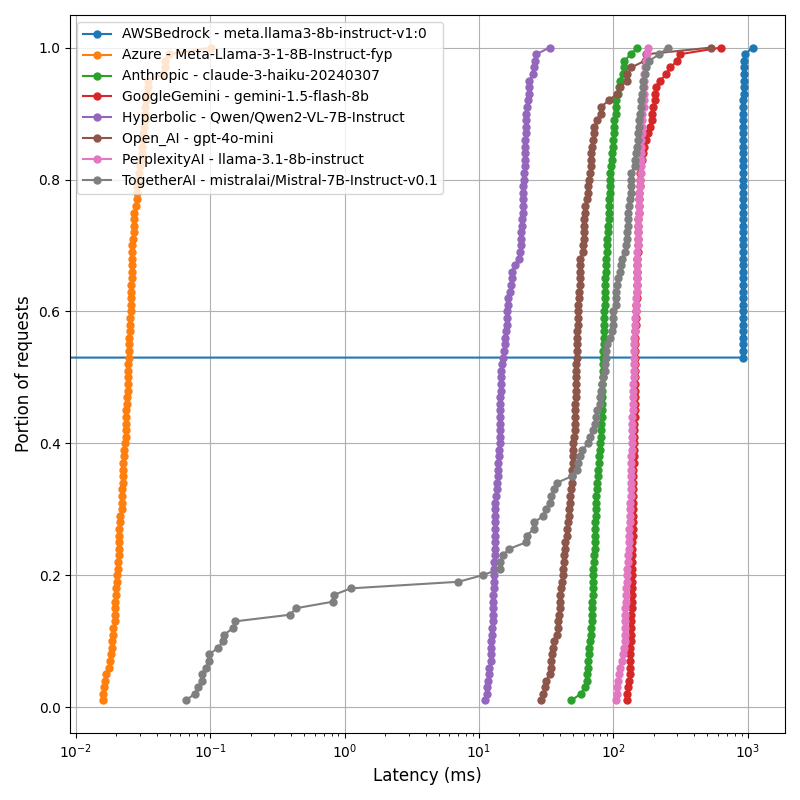 AWSBedrock - meta.llama3-8b-instruct-v1:0
Azure - Meta-Llama-3-1-8B-Instruct-fyp
Anthropic - claude-3-haiku-20240307
GoogleGemini - gemini-1.5-flash-8b
Hyperbolic - Qwen/Qwen2-VL-7B-Instruct
Open_AI - gpt-4o-mini
PerplexityAI - llama-3.1-8b-instruct
TogetherAI - mistralai/Mistral-7B-Instruct-v0.1
Portion of requests
1.0
0.8
0.6
0.4
0.2
0.0
10⁻² 10⁻¹ 10⁰ 10¹ 10² 10³
Latency (ms)